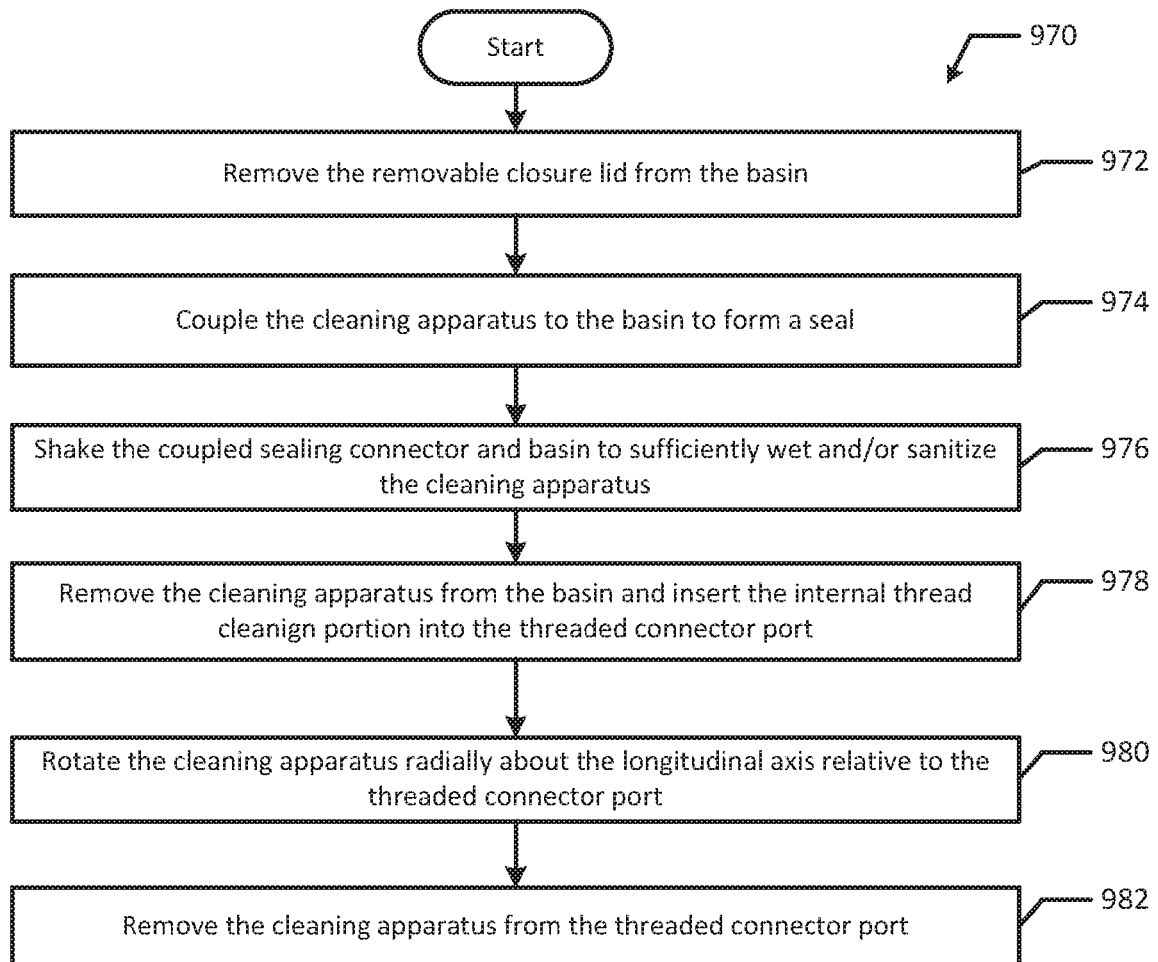 Start
970
Remove the removable closure lid from the basin
972
Couple the cleaning apparatus to the basin to form a seal
974
Shake the coupled sealing connector and basin to sufficiently wet and/or sanitize
the cleaning apparatus
976
Remove the cleaning apparatus from the basin and insert the internal thread
cleanign portion into the threaded connector port
978
Rotate the cleaning apparatus radially about the longitudinal axis relative to the
threaded connector port
980
Remove the cleaning apparatus from the threaded connector port
982